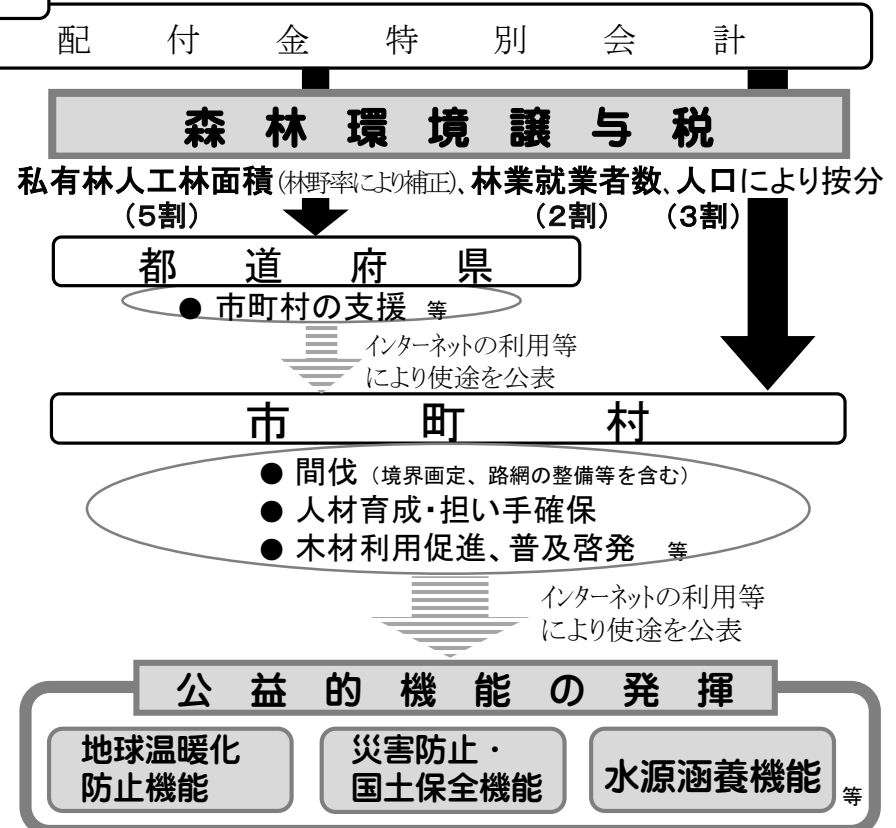 配付金特別会計
森林環境譲与税
私有林人工林面積(林野率により補正)、林業就業者数、人口により按分
(5割) (2割) (3割)
都道府県
● 市町村の支援 等
インターネットの利用等
により使途を公表
市町村
● 間伐(境界画定、路網の整備等を含む)
● 人材育成・担い手確保
● 木材利用促進、普及啓発 等
インターネットの利用等
により使途を公表
公益的機能の発揮
地球温暖化
防止機能
災害防止・
国土保全機能
水源涵養機能 等